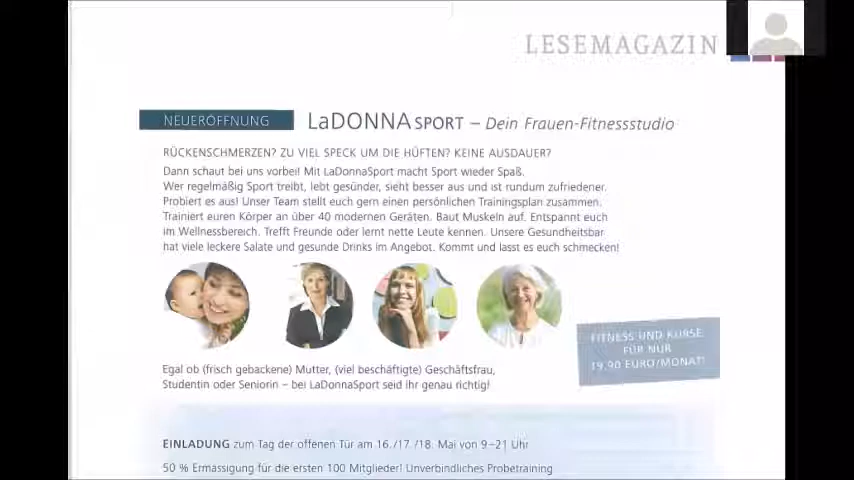 LESEMAGAZIN
NEUERÖFFNUNG LaDONNA SPORT – Dein Frauen-Fitnessstudio
RÜCKENSCHMERZEN? ZU VIEL SPECK UM DIE HÜFTEN? KEINE AUSDAUER?
Dann schaut bei uns vorbei! Mit LaDonnaSport macht Sport wieder Spaß.
Wer regelmäßig Sport treibt, lebt gesünder, sieht besser aus und ist rundum zufriedener.
Probiert es aus! Unser Team stellt euch gern einen persönlichen Trainingsplan zusammen.
Trainiert euren Körper an über 40 modernen Geräten. Baut Muskeln auf. Entspannt euch
im Wellnessbereich. Trefft Freunde oder lernt nette Leute kennen. Unsere Gesundheitsbar
hat viele leckere Salate und gesunde Drinks im Angebot. Kommt und lasst es euch schmecken!
FITNESS UND KURSE
FÜR NUR
19,90 EURO/MONAT!
Egal ob (frisch gebackene) Mutter, (viel beschäftigte) Geschäftsfrau,
Studentin oder Seniorin – bei LaDonnaSport seid ihr genau richtig!
EINLADUNG zum Tag der offenen Tür am 16./17./18. Mai von 9–21 Uhr
50 % Ermässigung für die ersten 100 Mitglieder! Unverbindliches Probetraining